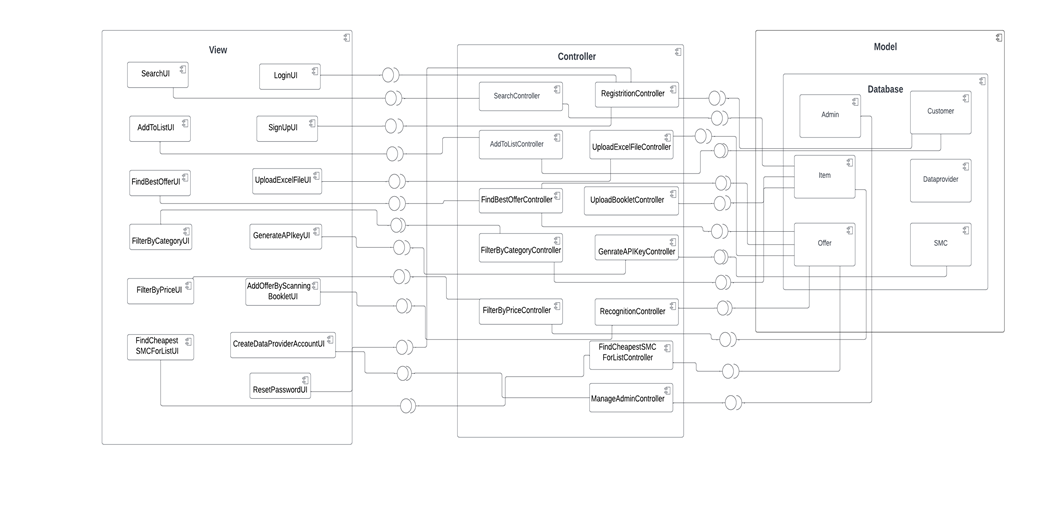 View
SearchUI
LoginUI
AddToListUI
SignUpUI
FindBestOfferUI
UploadExcelFileUI
FilterByCategoryUI
GenerateAPIkeyUI
FilterByPriceUI
AddOfferByScanning
BookletUI
FindCheapest
SMCForListUI
CreateDataProviderAccountUI
ResetPasswordUI
Controller
SearchController
RegistritionController
AddToListController
UploadExcelFileController
FindBestOfferController
UploadBookletController
FilterByCategoryController
GenrateAPIKeyController
FilterByPriceController
RecognitionController
FindCheapestSMC
ForListController
ManageAdminController
Model
Database
Admin
Customer
Item
Dataprovider
Offer
SMC